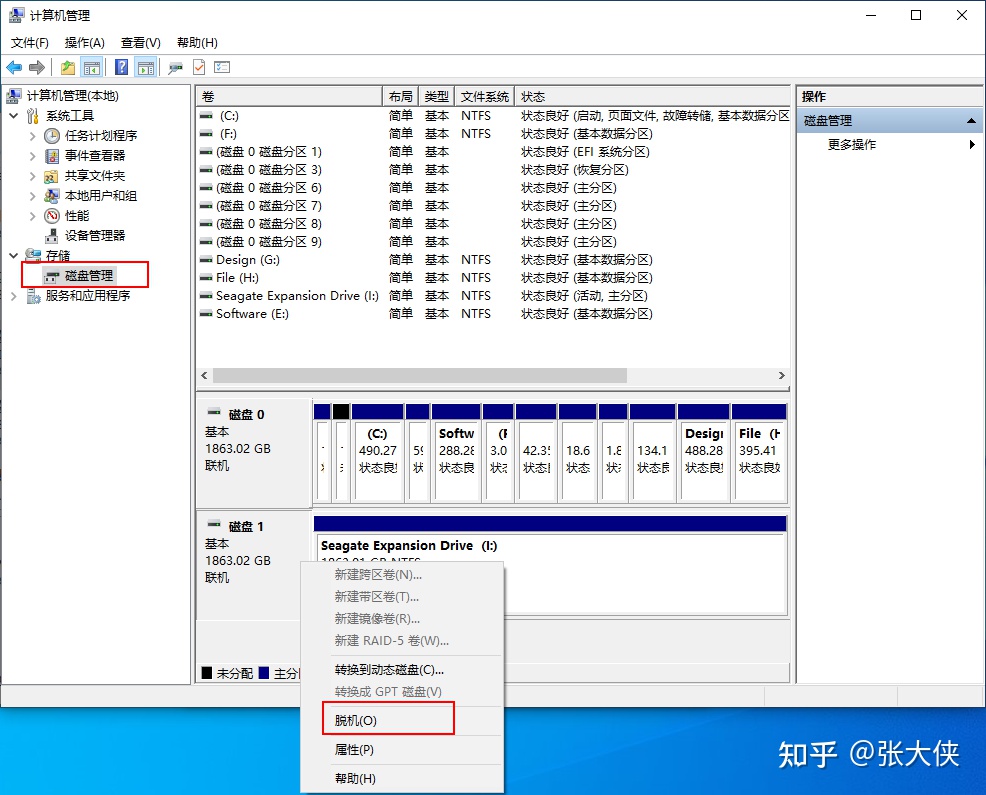 计算机管理
文件(F) 操作(A) 查看(V) 帮助(H)
计算机管理(本地)
系统工具
任务计划程序
事件查看器
共享文件夹
本地用户和组
性能
设备管理器
存储
磁盘管理
服务和应用程序
卷 布局 类型 文件系统 状态
(C:) 简单 基本 NTFS 状态良好 (启动, 页面文件, 故障转储, 基本数据分区
(F:) 简单 基本 NTFS 状态良好 (基本数据分区)
(磁盘 0 磁盘分区 1) 简单 基本 状态良好 (EFI 系统分区)
(磁盘 0 磁盘分区 3) 简单 基本 状态良好 (恢复分区)
(磁盘 0 磁盘分区 6) 简单 基本 状态良好 (主分区)
(磁盘 0 磁盘分区 7) 简单 基本 状态良好 (主分区)
(磁盘 0 磁盘分区 8) 简单 基本 状态良好 (主分区)
(磁盘 0 磁盘分区 9) 简单 基本 状态良好 (主分区)
Design (G:) 简单 基本 NTFS 状态良好 (基本数据分区)
File (H:) 简单 基本 NTFS 状态良好 (基本数据分区)
Seagate Expansion Drive (I:) 简单 基本 NTFS 状态良好 (活动, 主分区)
Software (E:) 简单 基本 NTFS 状态良好 (基本数据分区)
操作
磁盘管理
更多操作
磁盘 0
基本
1863.02 GB
联机
(C:) Softw Desig File
490.27 59 288.28 3.0 42.35 18.6 1.8 134.1 488.28 395.41
状态良 状 状态良 状态 状态 状态 状 状态良 状态良 状态良
磁盘 1
基本
1863.02 GB
联机
Seagate Expansion Drive (I:)
1863.01 GB NTFS
新建跨区卷(N)...
新建带区卷(T)...
新建镜像卷(R)...
新建 RAID-5 卷(W)...
转换到动态磁盘(C)...
转换成 GPT 磁盘(V)
脱机(O)
属性(P)
帮助(H)
未分配 主分
知乎 @张大侠